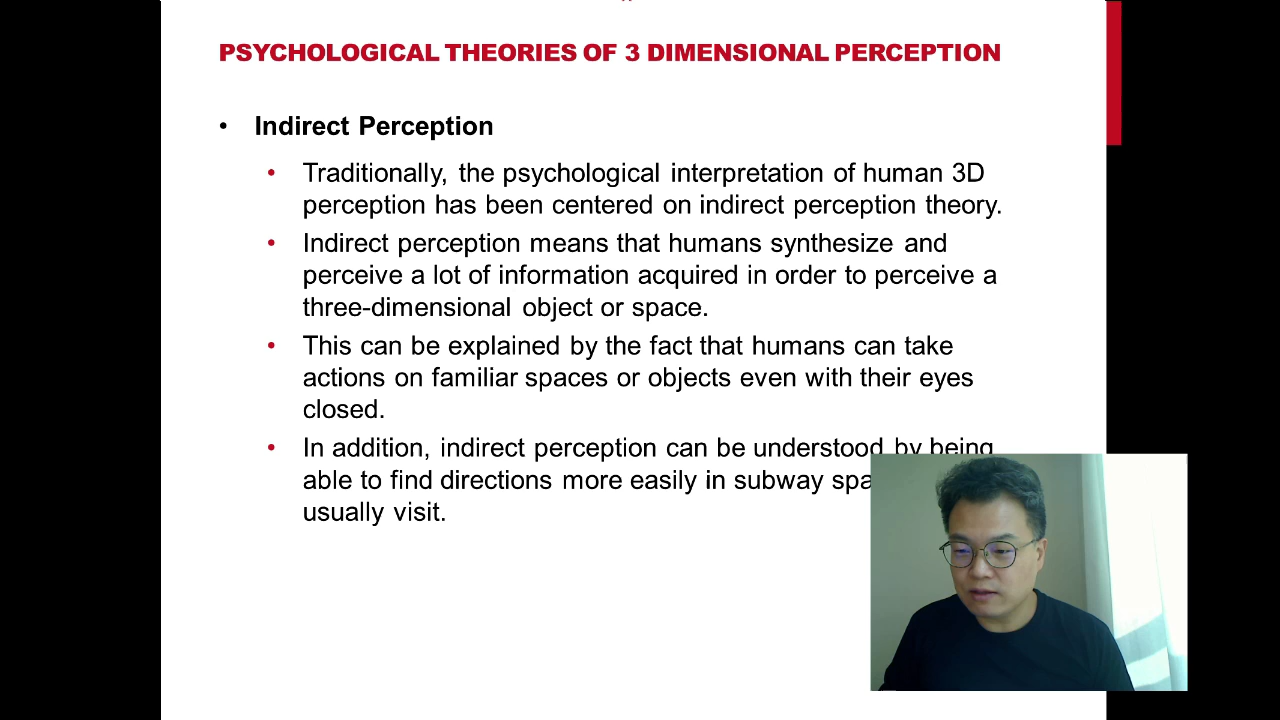 PSYCHOLOGICAL THEORIES OF 3 DIMENSIONAL PERCEPTION
• Indirect Perception
• Traditionally, the psychological interpretation of human 3D
perception has been centered on indirect perception theory.
• Indirect perception means that humans synthesize and
perceive a lot of information acquired in order to perceive a
three-dimensional object or space.
• This can be explained by the fact that humans can take
actions on familiar spaces or objects even with their eyes
closed.
• In addition, indirect perception can be understood by being
able to find directions more easily in subway
usually visit.